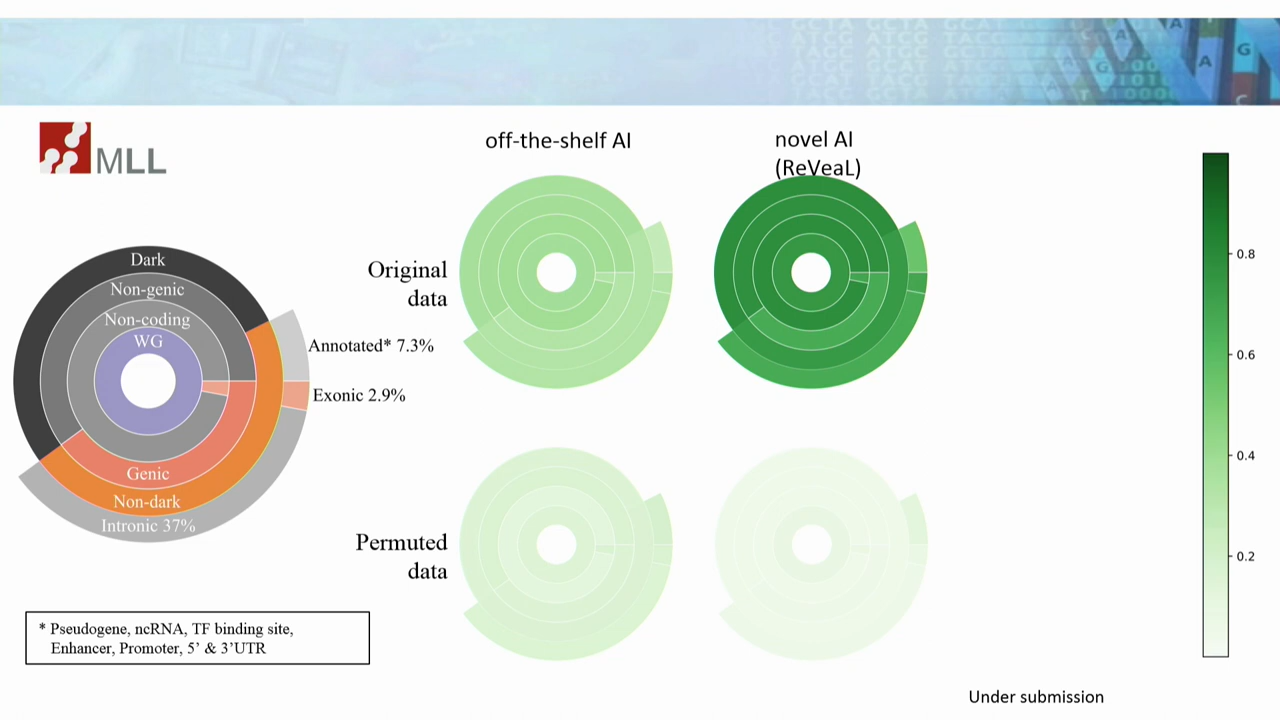 MLL
off-the-shelf AI
novel AI
(ReVeaL)
Dark
Non-genic
Non-coding
WG
Annotated* 7.3%
Exonic 2.9%
Genic
Non-dark
Intronic 37%
Original
data
Permuted
data
0.8
0.6
0.4
0.2
* Pseudogene, ncRNA, TF binding site,
Enhancer, Promoter, 5’ & 3’UTR
Under submission